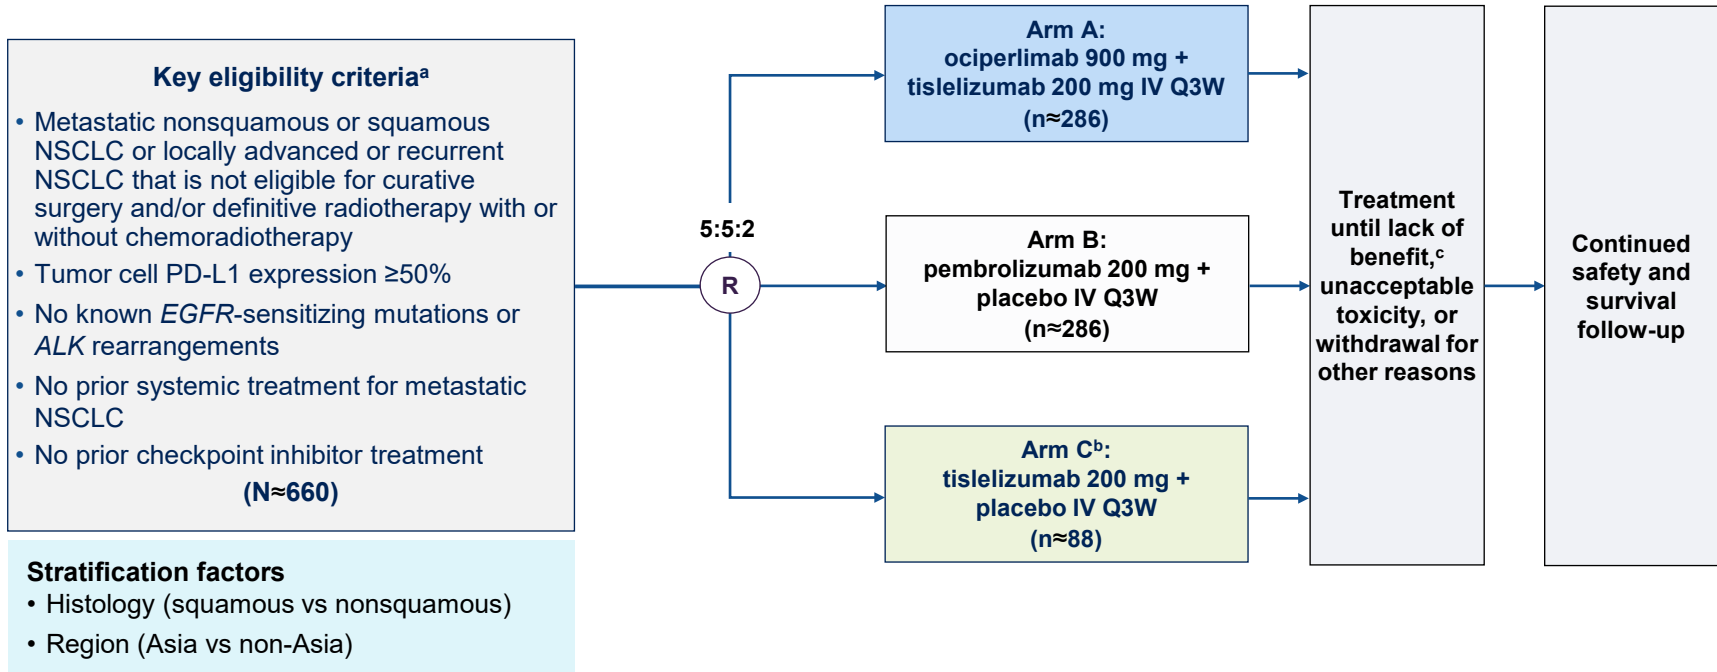 Key eligibility criteriaᵃ
• Metastatic nonsquamous or squamous
NSCLC or locally advanced or recurrent
NSCLC that is not eligible for curative
surgery and/or definitive radiotherapy with or
without chemoradiotherapy
• Tumor cell PD-L1 expression ≥50%
• No known EGFR-sensitizing mutations or
ALK rearrangements
• No prior systemic treatment for metastatic
NSCLC
• No prior checkpoint inhibitor treatment
(N≈660)
Stratification factors
• Histology (squamous vs nonsquamous)
• Region (Asia vs non-Asia)
5:5:2
R
Arm A:
ociperlimab 900 mg +
tislelizumab 200 mg IV Q3W
(n≈286)
Arm B:
pembrolizumab 200 mg +
placebo IV Q3W
(n≈286)
Arm Cᵇ:
tislelizumab 200 mg +
placebo IV Q3W
(n≈88)
Treatment
until lack of
benefit,ᶜ
unacceptable
toxicity, or
withdrawal for
other reasons
Continued
safety and
survival
follow-up